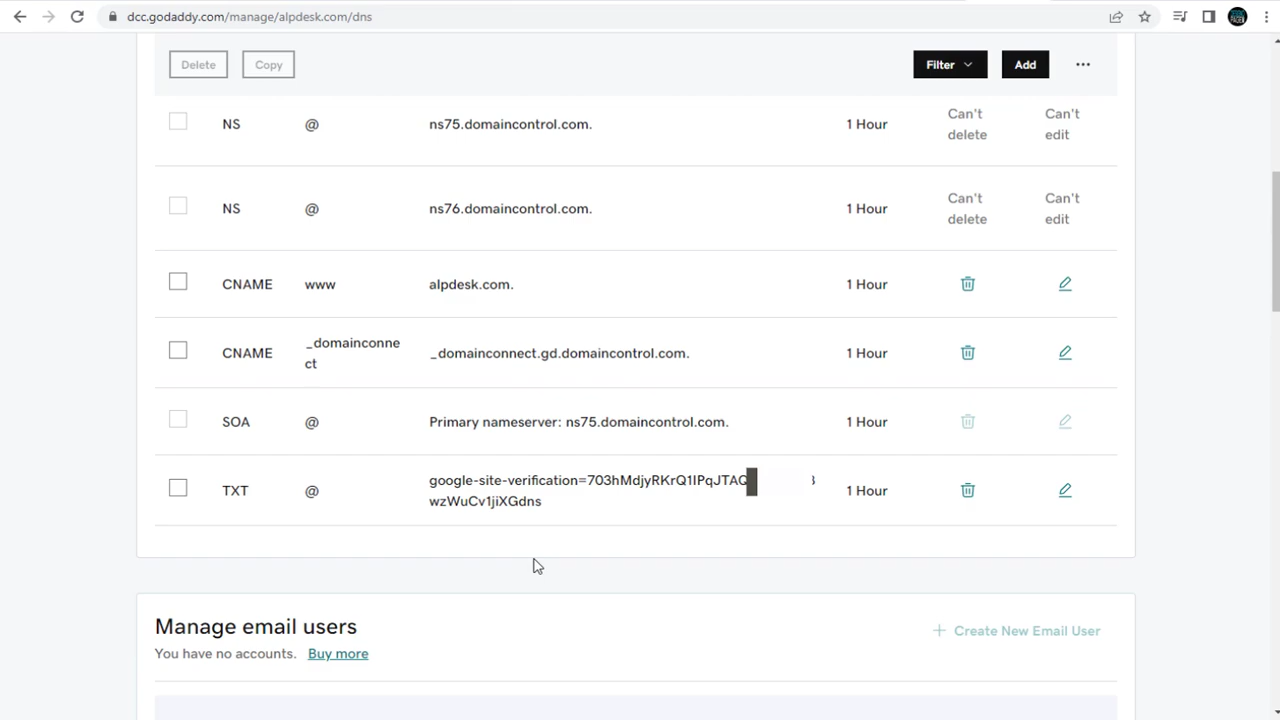 dcc.godaddy.com/manage/alpdesk.com/dns
Delete Copy Filter Add
NS @ ns75.domaincontrol.com. 1 Hour Can't delete Can't edit
NS @ ns76.domaincontrol.com. 1 Hour Can't delete Can't edit
CNAME www alpdesk.com. 1 Hour
CNAME _domainconne
ct _domainconnect.gd.domaincontrol.com. 1 Hour
SOA @ Primary nameserver: ns75.domaincontrol.com. 1 Hour
TXT @ google-site-verification=703hMdjyRKrQ1IPqJTAQ 1 Hour
wzWuCv1jiXGdns
Manage email users
+ Create New Email User
You have no accounts. Buy more